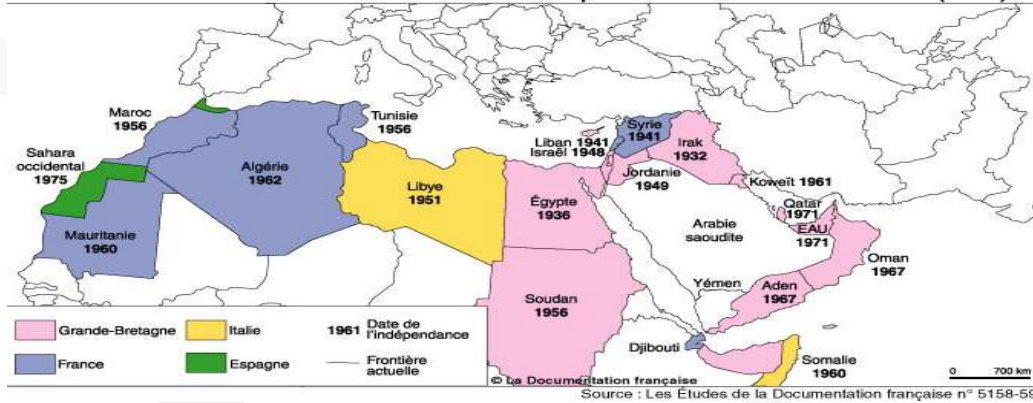 Maroc
1956
Tunisie
1956
Sahara
occidental
1975
Algérie
1962
Libye
1951
Mauritanie
1960
Syrie
1941
Liban 1941
Israël 1948
Irak
1932
Jordanie
1949
Koweït 1961
Égypte
1936
Qatar
1971
EAU
1971
Arabie
saoudite
Oman
1967
Yémen
Aden
1967
Soudan
1956
Djibouti
Somalie
1960
Grande-Bretagne
Italie
1961 Date de
l'indépendance
France
Espagne
Frontière
actuelle
© La Documentation française
0 700 km
Source : Les Études de la Documentation française n° 5158-59